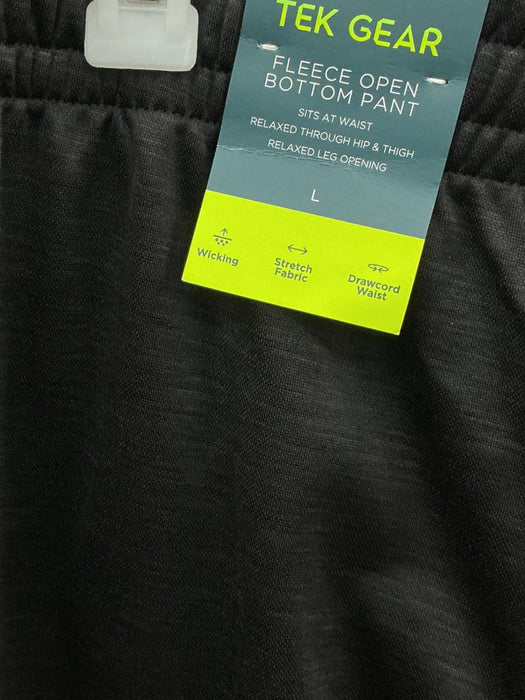 TEK GEAR
FLEECE OPEN
BOTTOM PANT
SITS AT WAIST
RELAXED THROUGH HIP & THIGH
RELAXED LEG OPENING
L
Wicking
Stretch
Fabric
Drawcord
Waist